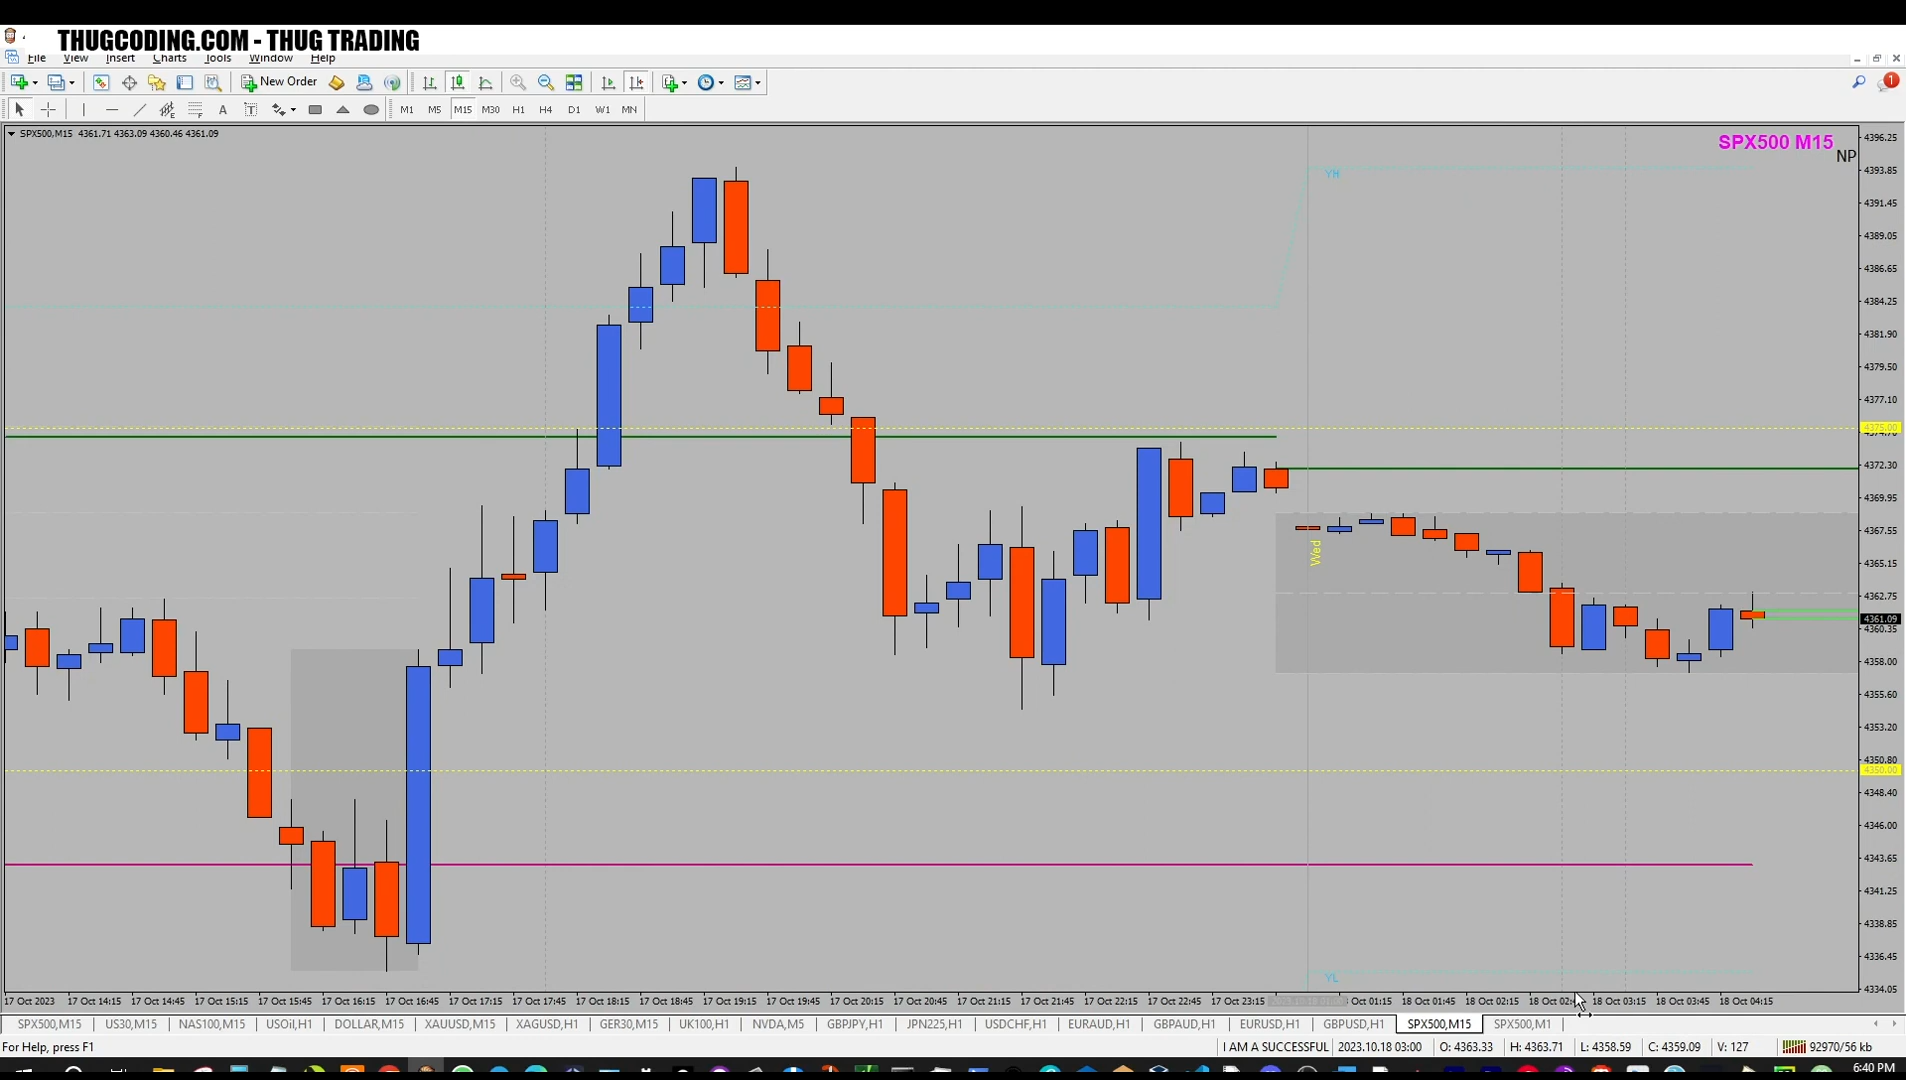 THUGCODING.COM - THUG TRADING
File View Insert Charts Tools Window Help
New Order
M1 M5 M15 M30 H1 H4 D1 W1 MN
SPX500,M15 4361.71 4363.09 4360.46 4361.09
SPX500 M15
NP
YH
Wed
YL
4396.25
4393.85
4391.45
4389.05
4386.65
4384.25
4381.90
4379.50
4377.10
4375.00
4372.30
4369.95
4367.55
4365.15
4362.75
4361.09
4360.35
4358.00
4355.60
4353.20
4350.80
4350.00
4348.40
4346.00
4343.65
4341.25
4338.85
4336.45
4334.05
17 Oct 2023 17 Oct 14:15 17 Oct 14:45 17 Oct 15:15 17 Oct 15:45 17 Oct 16:15 17 Oct 16:45 17 Oct 17:15 17 Oct 17:45 17 Oct 18:15 17 Oct 18:45 17 Oct 19:15 17 Oct 19:45 17 Oct 20:15 17 Oct 20:45 17 Oct 21:15 17 Oct 21:45 17 Oct 22:15 17 Oct 22:45 17 Oct 23:15 Oct 01:15 18 Oct 01:45 18 Oct 02:15 18 Oct 02:4 18 Oct 03:15 18 Oct 03:45 18 Oct 04:15
SPX500,M15 US30,M15 NAS100,M15 USOil,H1 DOLLAR,M15 XAUUSD,M15 XAGUSD,H1 GER30,M15 UK100,H1 NVDA,M5 GBPJPY,H1 JPN225,H1 USDCHF,H1 EURAUD,H1 GBPAUD,H1 EURUSD,H1 GBPUSD,H1 SPX500,M15 SPX500,M1
For Help, press F1 I AM A SUCCESSFUL 2023.10.18 03:00 O: 4363.33 H: 4363.71 L: 4358.59 C: 4359.09 V: 127 92970/56 kb
6:40 PM